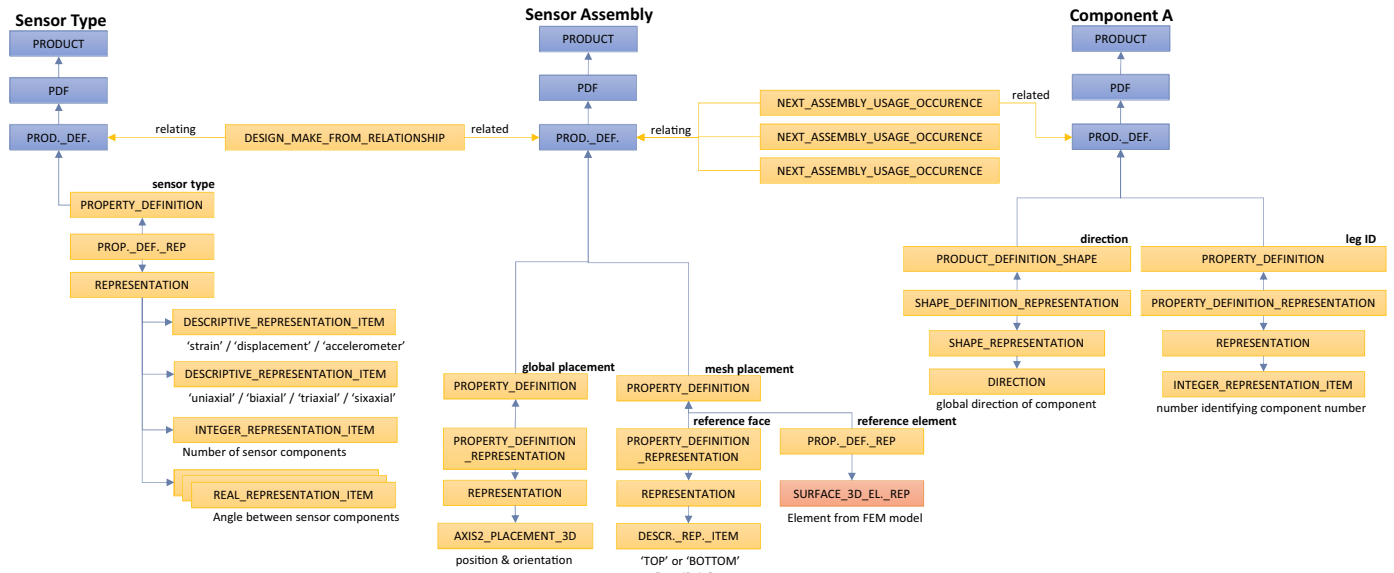 Sensor Type
PRODUCT
PDF
PROD._DEF.
relating
DESIGN_MAKE_FROM_RELATIONSHIP
related
sensor type
PROPERTY_DEFINITION
PROP._DEF._REP
REPRESENTATION
DESCRIPTIVE_REPRESENTATION_ITEM
‘strain’ / ‘displacement’ / ‘accelerometer’
DESCRIPTIVE_REPRESENTATION_ITEM
‘uniaxial’ / ‘biaxial’ / ‘triaxial’ / ‘sixaxial’
INTEGER_REPRESENTATION_ITEM
Number of sensor components
REAL_REPRESENTATION_ITEM
Angle between sensor components
Sensor Assembly
PRODUCT
PDF
PROD._DEF.
relating
NEXT_ASSEMBLY_USAGE_OCCURENCE
NEXT_ASSEMBLY_USAGE_OCCURENCE
NEXT_ASSEMBLY_USAGE_OCCURENCE
related
global placement
PROPERTY_DEFINITION
PROPERTY_DEFINITION
_REPRESENTATION
REPRESENTATION
AXIS2_PLACEMENT_3D
position & orientation
mesh placement
PROPERTY_DEFINITION
reference face
PROPERTY_DEFINITION
_REPRESENTATION
REPRESENTATION
DESCR._REP._ITEM
‘TOP’ or ‘BOTTOM’
reference element
PROP._DEF._REP
SURFACE_3D_EL._REP
Element from FEM model
Component A
PRODUCT
PDF
PROD._DEF.
direction
PRODUCT_DEFINITION_SHAPE
SHAPE_DEFINITION_REPRESENTATION
SHAPE_REPRESENTATION
DIRECTION
global direction of component
leg ID
PROPERTY_DEFINITION
PROPERTY_DEFINITION_REPRESENTATION
REPRESENTATION
INTEGER_REPRESENTATION_ITEM
number identifying component number